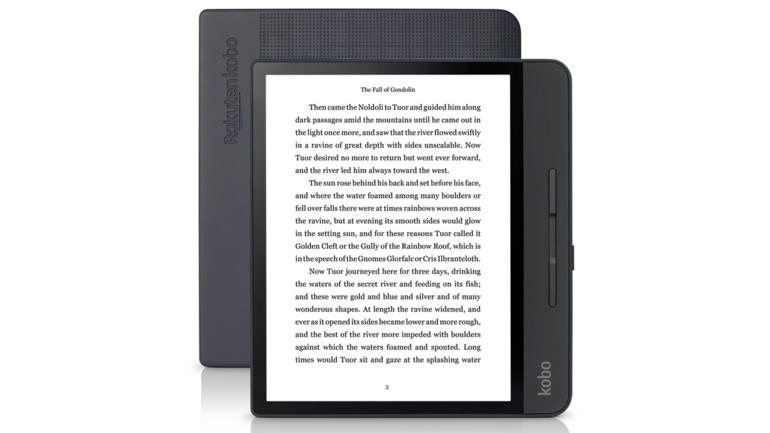 Rakuten kobo
The Fall of Gondolin
Then came the Noldoli to Tuor and guided him along
dark passages amid the mountains until he came out in
the light once more, and saw that the river flowed swiftly
in a ravine of great depth with sides unscalable. Now
Tuor desired no more to return but went ever forward,
and the river led him always toward the west.
The sun rose behind his back and set before his face,
and where the water foamed among many boulders or
fell over falls there were at times rainbows woven across
the ravine, but at evening its smooth sides would glow
in the setting sun, and for these reasons Tuor called it
Golden Cleft or the Gully of the Rainbow Roof, which is
in the speech of the Gnomes Glorfalc or Cris Ilbranteloth.
Now Tuor journeyed here for three days, drinking
the waters of the secret river and feeding on its fish;
and these were gold and blue and silver and of many
wonderous shapes. At length the ravine widened, and
ever as it opened its sides became lower and more rough,
and the best of the river more impeded with boulders
against which the waters foamed and spouted. Long
times would Tuor sit and gaze at the splashing water
3
kobo